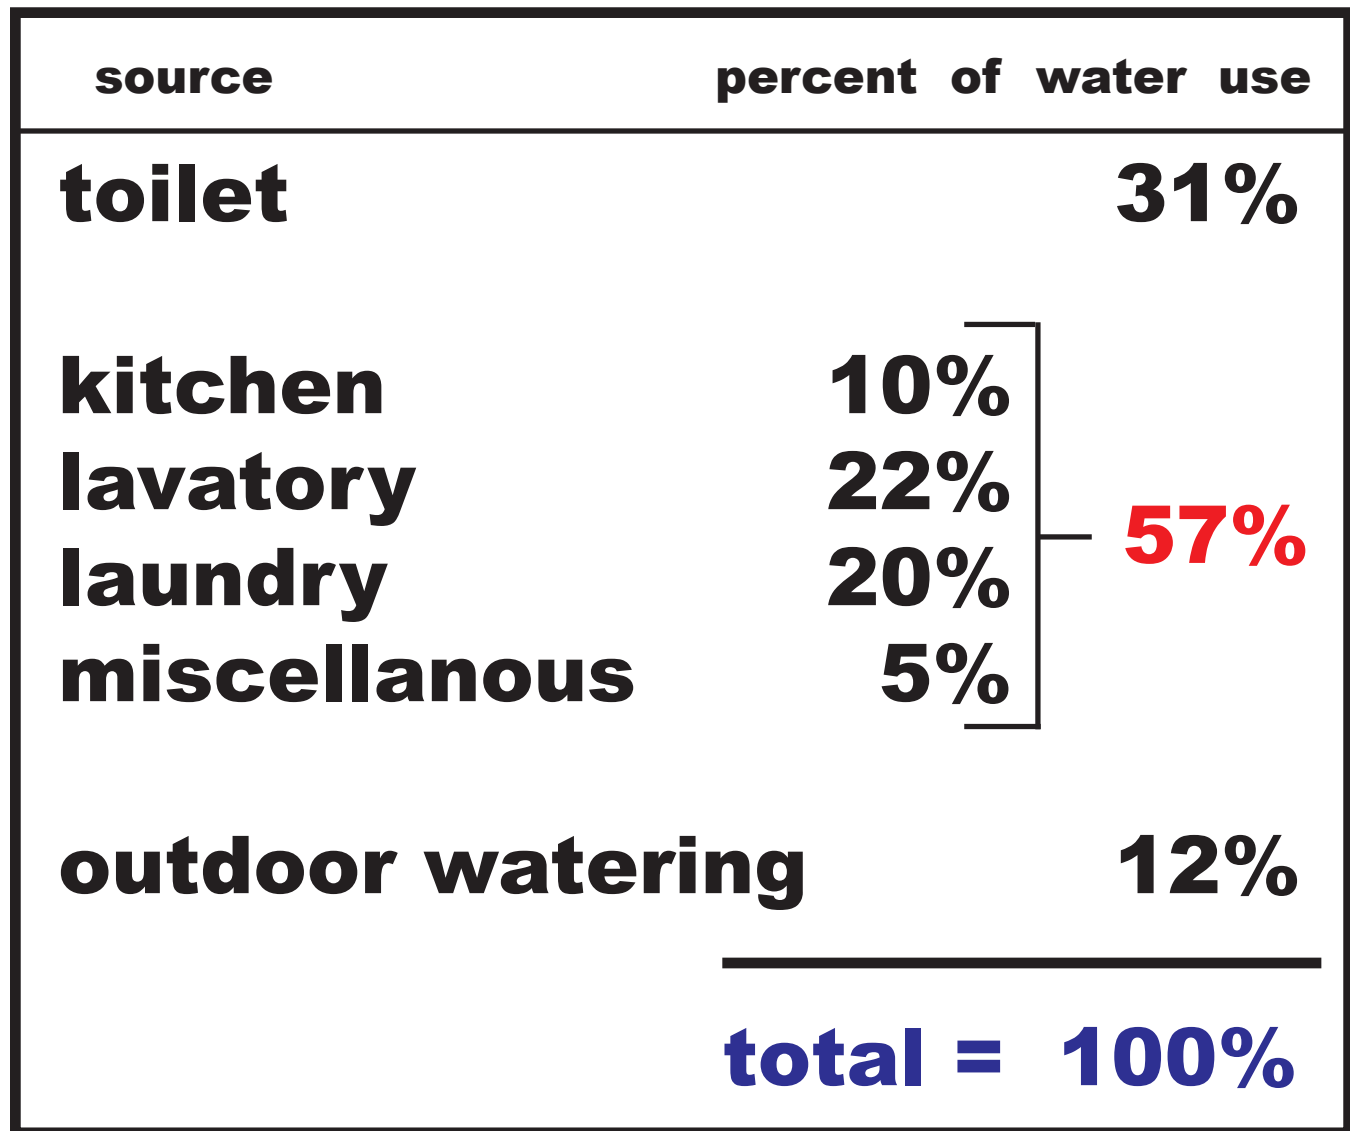 source percent of water use
toilet 31%
kitchen 10%
lavatory 22%
57%
laundry 20%
miscellanous 5%
outdoor watering 12%
total = 100%